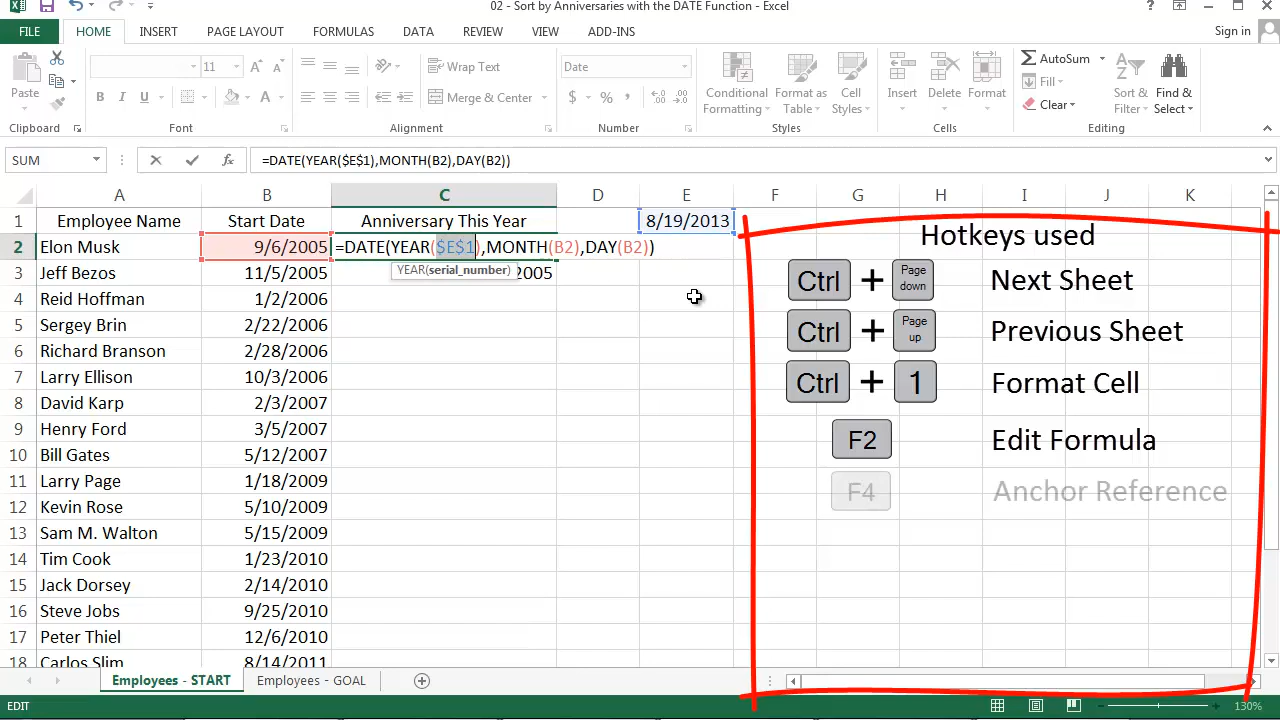 02 - Sort by Anniversaries with the DATE Function - Excel
FILE HOME INSERT PAGE LAYOUT FORMULAS DATA REVIEW VIEW ADD-INS Sign in
Paste
11
Wrap Text
Merge & Center
Date
$ % ,
Conditional Formatting
Format as Table
Cell Styles
Insert Delete Format
AutoSum
Fill
Clear
Sort & Filter
Find & Select
Clipboard Font Alignment Number Styles Cells Editing
SUM =DATE(YEAR($E$1),MONTH(B2),DAY(B2))
A B C D E F G H I J K
1 Employee Name Start Date Anniversary This Year 8/19/2013
2 Elon Musk 9/6/2005 =DATE(YEAR($E$1),MONTH(B2),DAY(B2))
YEAR(serial_number)
3 Jeff Bezos 11/5/2005 2005
4 Reid Hoffman 1/2/2006
5 Sergey Brin 2/22/2006
6 Richard Branson 2/28/2006
7 Larry Ellison 10/3/2006
8 David Karp 2/3/2007
9 Henry Ford 3/5/2007
10 Bill Gates 5/12/2007
11 Larry Page 1/18/2009
12 Kevin Rose 5/10/2009
13 Sam M. Walton 5/15/2009
14 Tim Cook 1/23/2010
15 Jack Dorsey 2/14/2010
16 Steve Jobs 9/25/2010
17 Peter Thiel 12/6/2010
18 Carlos Slim 8/14/2011
Hotkeys used
Ctrl + Page down Next Sheet
Ctrl + Page up Previous Sheet
Ctrl + 1 Format Cell
F2 Edit Formula
F4 Anchor Reference
Employees - START Employees - GOAL
EDIT 130%